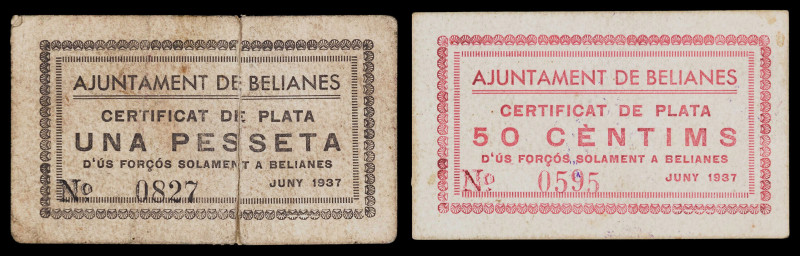 AJUNTAMENT DE BELIANES
CERTIFICAT DE PLATA
UNA PESSETA
D'ÚS FORÇÓS SOLAMENT A BELIANES
Nº 0827 JUNY 1937
AJUNTAMENT DE BELIANES
CERTIFICAT DE PLATA
50 CÈNTIMS
D'ÚS FORÇÓS SOLAMENT A BELIANES
Nº 0595 JUNY 1937